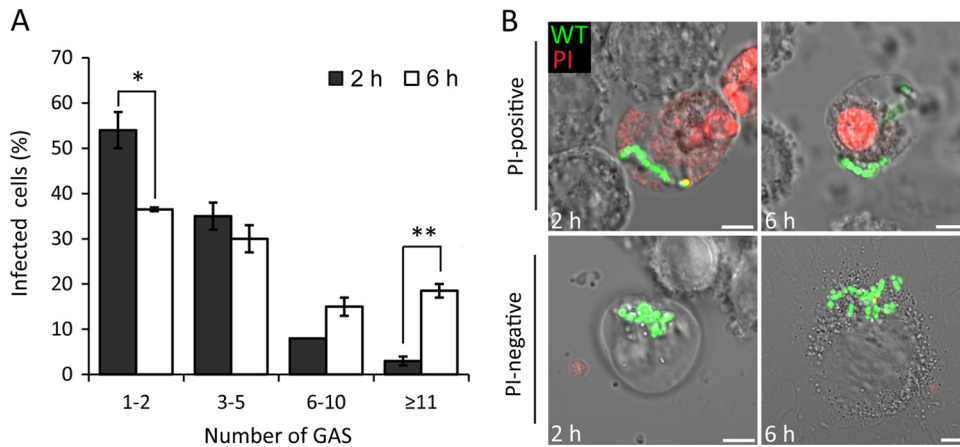 A
70
60
50
40
30
20
10
0
Infected cells (%)
2 h
6 h
*
**
1-2
3-5
6-10
≥11
Number of GAS
B
WT
PI
PI-positive
2 h
6 h
PI-negative
2 h
6 h